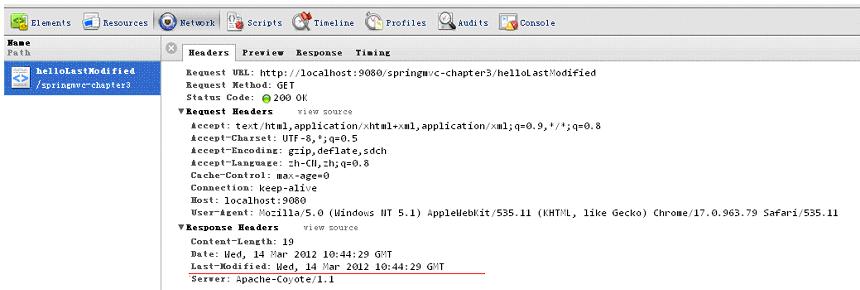 Elements Resources Network Scripts Timeline Profiles Audits Console
Name
Path
Headers Preview Response Timing
helloLastModified
/springmvc-chapter3
Request URL: http://localhost:9080/springmvc-chapter3/helloLastModified
Request Method: GET
Status Code: 200 OK
Request Headers view source
Accept: text/html,application/xhtml+xml,application/xml;q=0.9,*/*;q=0.8
Accept-Charset: UTF-8,*;q=0.5
Accept-Encoding: gzip,deflate,sdch
Accept-Language: zh-CN,zh;q=0.8
Cache-Control: max-age=0
Connection: keep-alive
Host: localhost:9080
User-Agent: Mozilla/5.0 (Windows NT 5.1) AppleWebKit/535.11 (KHTML, like Gecko) Chrome/17.0.963.79 Safari/535.11
Response Headers view source
Content-Length: 19
Date: Wed, 14 Mar 2012 10:44:29 GMT
Last-Modified: Wed, 14 Mar 2012 10:44:29 GMT
Server: Apache-Coyote/1.1